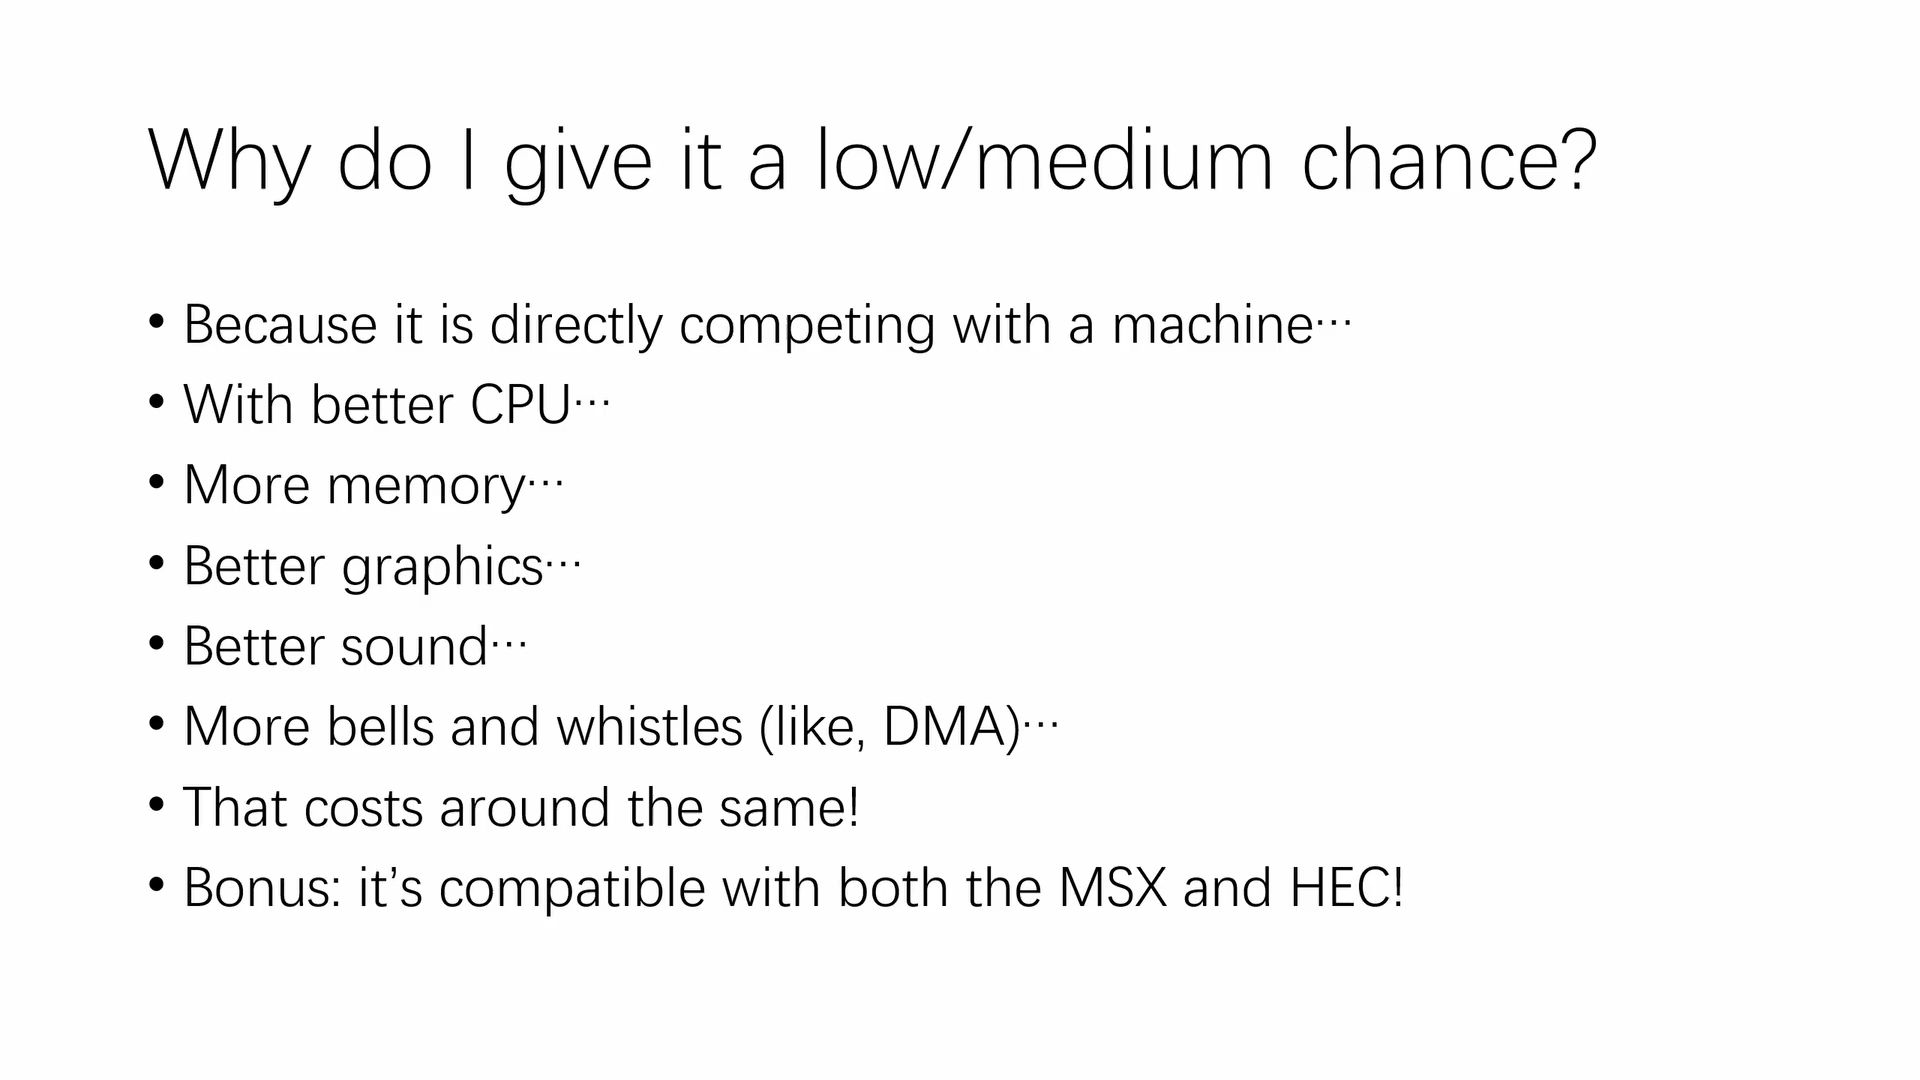 Why do I give it a low/medium chance?
• Because it is directly competing with a machine…
• With better CPU…
• More memory…
• Better graphics…
• Better sound…
• More bells and whistles (like, DMA)…
• That costs around the same!
• Bonus: it’s compatible with both the MSX and HEC!